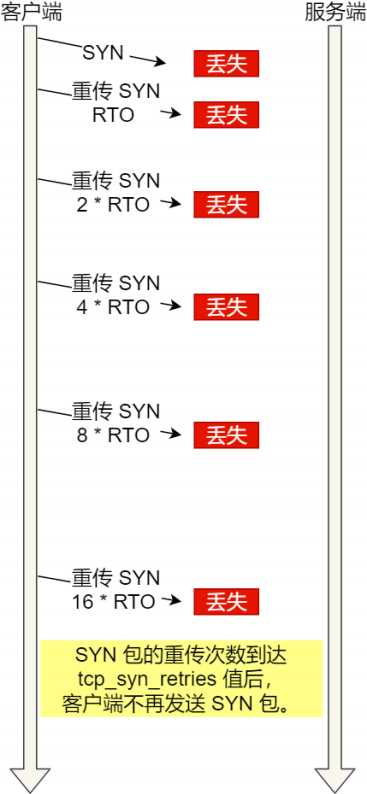 客户端 服务端
SYN
丢失
重传 SYN
RTO
丢失
重传 SYN
2 * RTO
丢失
重传 SYN
4 * RTO
丢失
重传 SYN
8 * RTO
丢失
重传 SYN
16 * RTO
丢失
SYN 包的重传次数到达
tcp_syn_retries 值后，
客户端不再发送 SYN 包。